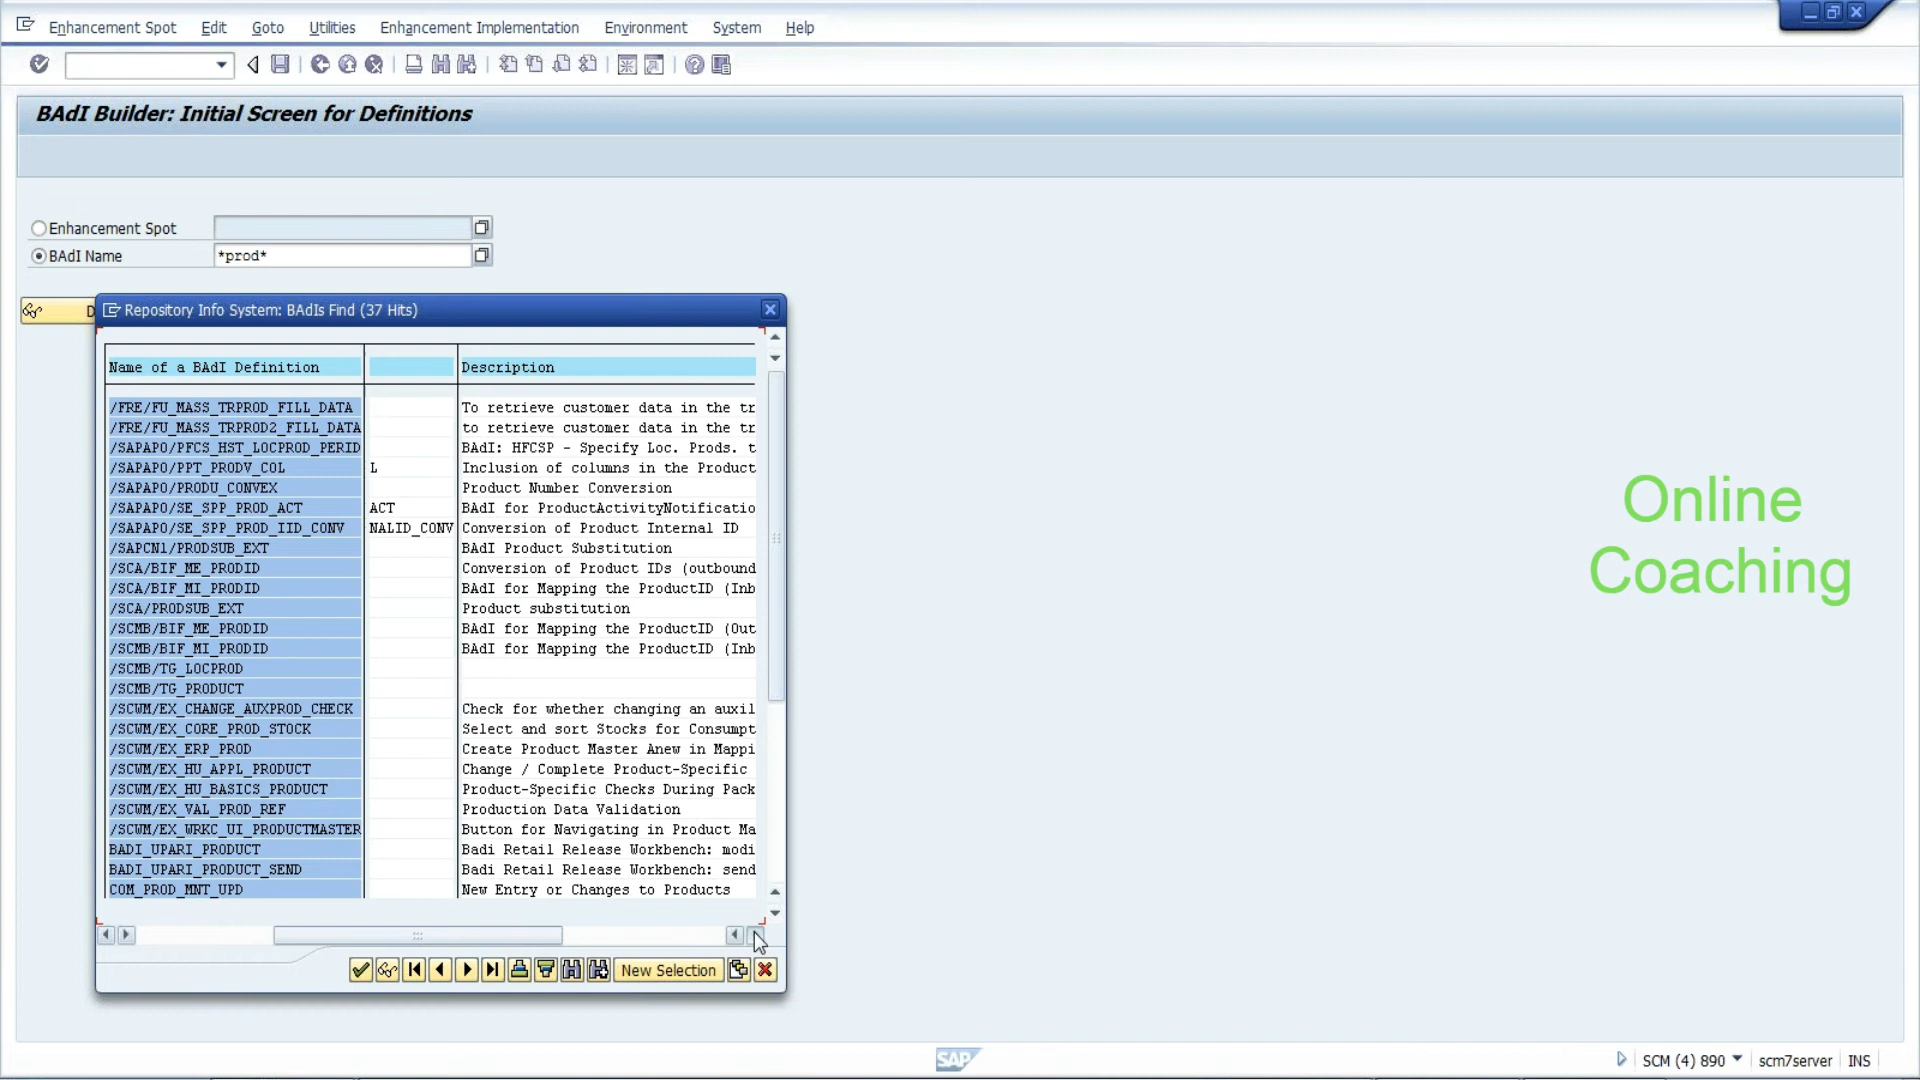 Enhancement Spot Edit Goto Utilities Enhancement Implementation Environment System Help
BAdI Builder: Initial Screen for Definitions
Enhancement Spot
BAdI Name *prod*
D
Repository Info System: BAdIs Find (37 Hits)
Name of a BAdI Definition Description
/FRE/FU_MASS_TRPROD_FILL_DATA To retrieve customer data in the tr
/FRE/FU_MASS_TRPROD2_FILL_DATA to retrieve customer data in the tr
/SAPAPO/PFCS_HST_LOCPROD_PERID BAdI: HFCSP - Specify Loc. Prods. t
/SAPAPO/PPT_PRODV_COL L Inclusion of columns in the Product
/SAPAPO/PRODU_CONVEX Product Number Conversion
/SAPAPO/SE_SPP_PROD_ACT ACT BAdI for ProductActivityNotificatio
/SAPAPO/SE_SPP_PROD_IID_CONV NALID_CONV Conversion of Product Internal ID
/SAPCN1/PRODSUB_EXT BAdI Product Substitution
/SCA/BIF_ME_PRODID Conversion of Product IDs (outbound
/SCA/BIF_MI_PRODID BAdI for Mapping the ProductID (Inb
/SCA/PRODSUB_EXT Product substitution
/SCMB/BIF_ME_PRODID BAdI for Mapping the ProductID (Out
/SCMB/BIF_MI_PRODID BAdI for Mapping the ProductID (Inb
/SCMB/TG_LOCPROD
/SCMB/TG_PRODUCT
/SCWM/EX_CHANGE_AUXPROD_CHECK Check for whether changing an auxil
/SCWM/EX_CORE_PROD_STOCK Select and sort Stocks for Consumpt
/SCWM/EX_ERP_PROD Create Product Master Anew in Mappi
/SCWM/EX_HU_APPL_PRODUCT Change / Complete Product-Specific
/SCWM/EX_HU_BASICS_PRODUCT Product-Specific Checks During Pack
/SCWM/EX_VAL_PROD_REF Production Data Validation
/SCWM/EX_WRKC_UI_PRODUCTMASTER Button for Navigating in Product Ma
BADI_UPARI_PRODUCT Badi Retail Release Workbench: modi
BADI_UPARI_PRODUCT_SEND Badi Retail Release Workbench: send
COM_PROD_MNT_UPD New Entry or Changes to Products
New Selection
Online
Coaching
SAP
SCM (4) 890 scm7server INS